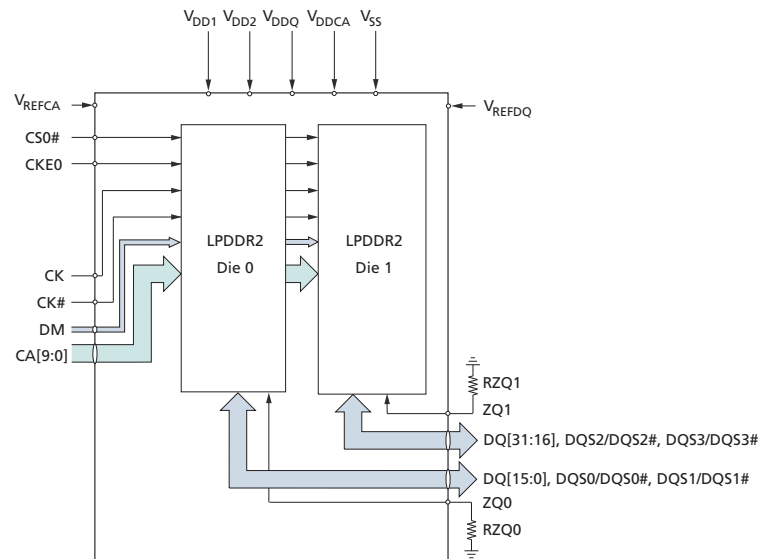 VDD1 VDD2 VDDQ VDDCA VSS
VREFCA
VREFDQ
CS0#
CKE0
LPDDR2
Die 0
LPDDR2
Die 1
CK
CK#
DM
CA[9:0]
RZQ1
ZQ1
DQ[31:16], DQS2/DQS2#, DQS3/DQS3#
DQ[15:0], DQS0/DQS0#, DQS1/DQS1#
ZQ0
RZQ0